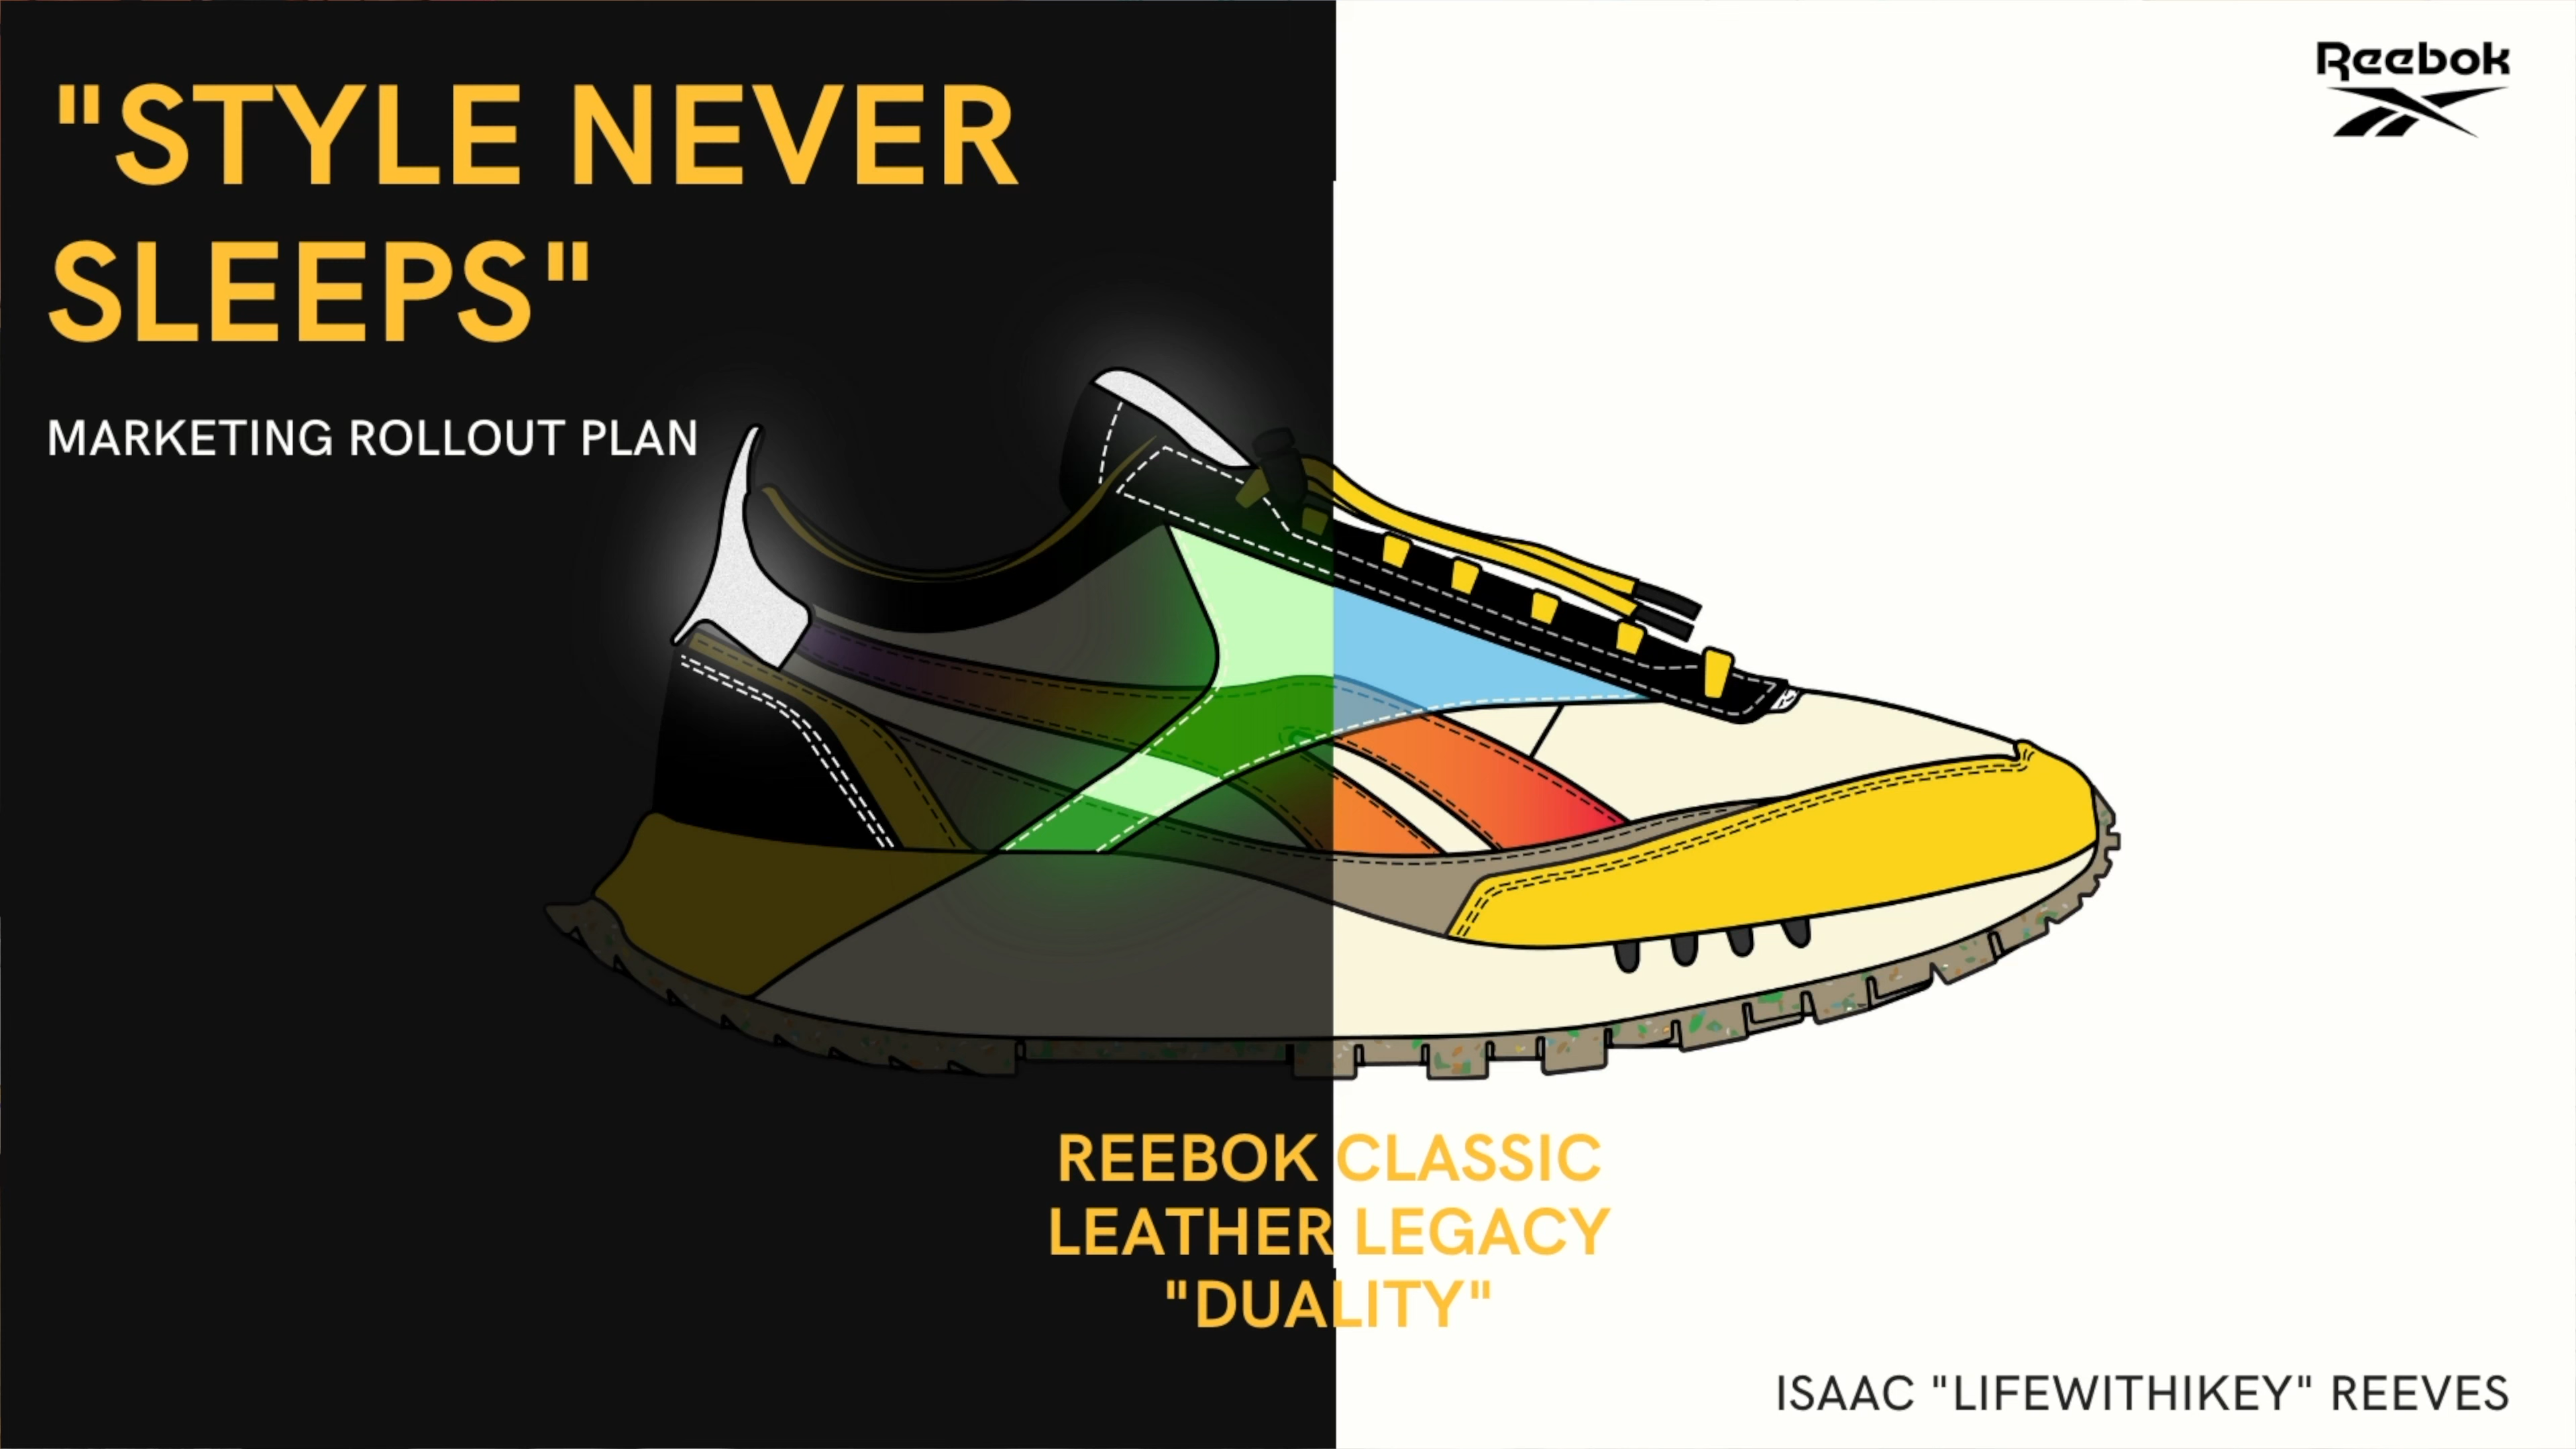 "STYLE NEVER
SLEEPS"
MARKETING ROLLOUT PLAN
Reebok
REEBOK CLASSIC
LEATHER LEGACY
"DUALITY"
ISAAC "LIFEWITHIKEY" REEVES